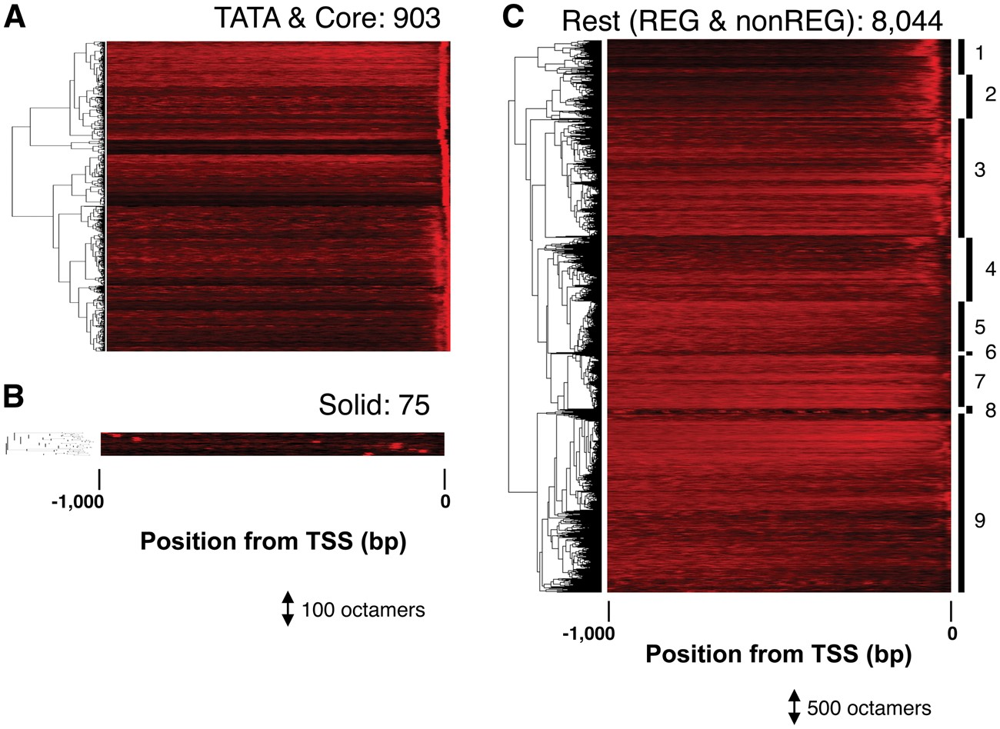 A
TATA & Core: 903
B
Solid: 75
-1,000
0
Position from TSS (bp)
100 octamers
C
Rest (REG & nonREG): 8,044
1
2
3
4
5
6
7
8
9
-1,000
0
Position from TSS (bp)
500 octamers